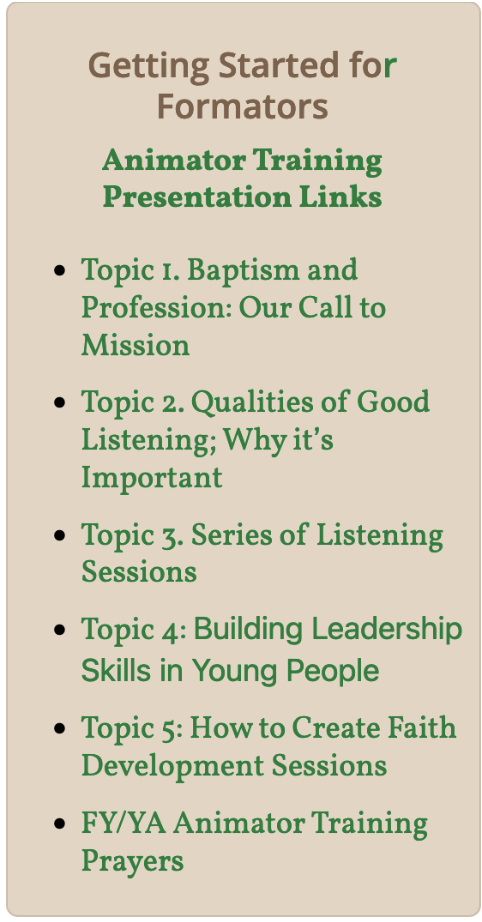 Getting Started for
Formators
Animator Training
Presentation Links
• Topic 1. Baptism and
Profession: Our Call to
Mission
• Topic 2. Qualities of Good
Listening; Why it’s
Important
• Topic 3. Series of Listening
Sessions
• Topic 4: Building Leadership
Skills in Young People
• Topic 5: How to Create Faith
Development Sessions
• FY/YA Animator Training
Prayers